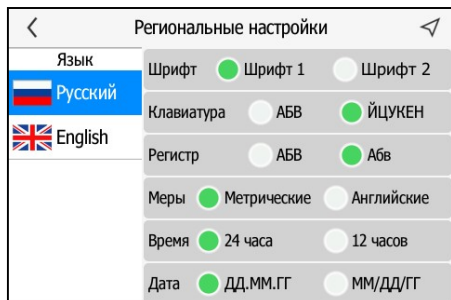 Региональные настройки
Язык
Русский
English
Шрифт Шрифт 1 Шрифт 2
Клавиатура АБВ ЙЦУКЕН
Регистр АБВ Абв
Меры Метрические Английские
Время 24 часа 12 часов
Дата ДД.ММ.ГГ ММ/ДД/ГГ